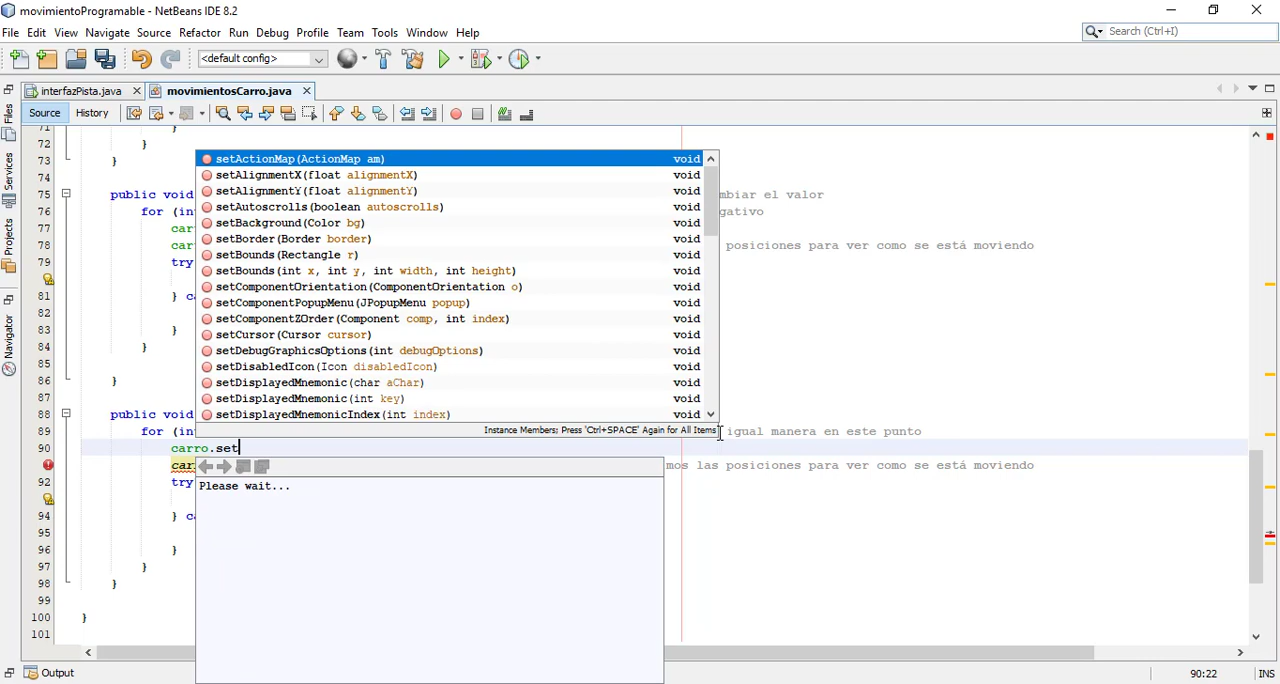 movimientoProgramable - NetBeans IDE 8.2
File Edit View Navigate Source Refactor Run Debug Profile Team Tools Window Help
Search (Ctrl+I)
<default config>
interfazPista.java
movimientosCarro.java
Source History
Files
Services
Projects
Navigator
71 }
72 }
73 }
74
75 public void mbiar el valor
76 for (in gativo
77 car
78 car posiciones para ver como se está moviendo
79 try
81 } ca
82
83 }
84 }
85
86 }
87
88 public void
89 for (in igual manera en este punto
90 carro.set
car mos las posiciones para ver como se está moviendo
92 try
94 } ca
95
96 }
97 }
98 }
99
100 }
101
setActionMap(ActionMap am) void
setAlignmentX(float alignmentX) void
setAlignmentY(float alignmentY) void
setAutoscrolls(boolean autoscrolls) void
setBackground(Color bg) void
setBorder(Border border) void
setBounds(Rectangle r) void
setBounds(int x, int y, int width, int height) void
setComponentOrientation(ComponentOrientation o) void
setComponentPopupMenu(JPopupMenu popup) void
setComponentZOrder(Component comp, int index) void
setCursor(Cursor cursor) void
setDebugGraphicsOptions(int debugOptions) void
setDisabledIcon(Icon disabledIcon) void
setDisplayedMnemonic(char aChar) void
setDisplayedMnemonic(int key) void
setDisplayedMnemonicIndex(int index) void
Instance Members; Press 'Ctrl+SPACE' Again for All Items
Please wait...
Output
90:22 INS